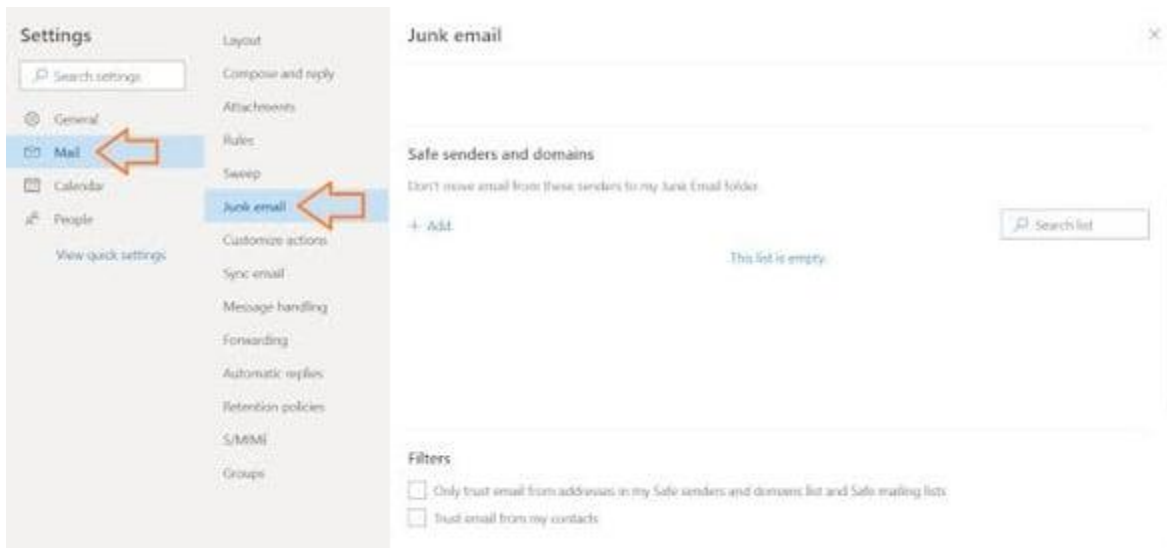 Settings
Search settings
General
Mail
Calendar
People
View quick settings
Layout
Compose and reply
Attachments
Rules
Sweep
Junk email
Customize actions
Sync email
Message handling
Forwarding
Automatic replies
Retention policies
S/MIME
Groups
Junk email
Safe senders and domains
Don't move email from these senders to my Junk Email folder.
+ Add
Search list
This list is empty.
Filters
Only trust email from addresses in my Safe senders and domains list and Safe mailing lists
Trust email from my contacts